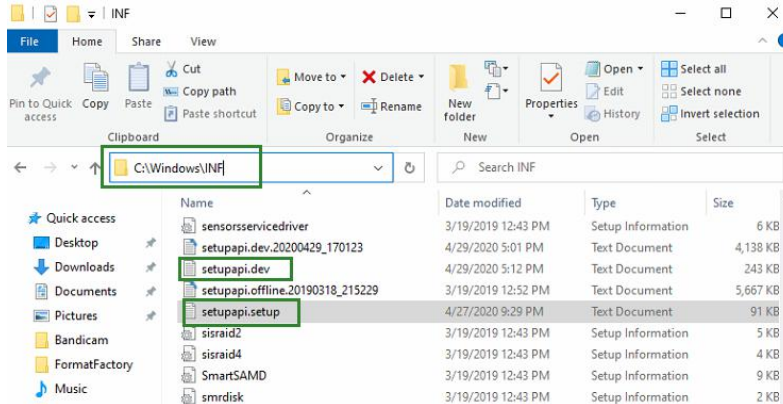 INF
File Home Share View
Pin to Quick access
Copy
Paste
Cut
Copy path
Paste shortcut
Clipboard
Move to
Copy to
Delete
Rename
Organize
New folder
New
Properties
Open
Edit
History
Open
Select all
Select none
Invert selection
Select
C:\Windows\INF
Search INF
Quick access
Desktop
Downloads
Documents
Pictures
Bandicam
FormatFactory
Music
Name Date modified Type Size
sensorsservicedriver 3/19/2019 12:43 PM Setup Information 6 KB
setupapi.dev.20200429_170123 4/29/2020 5:01 PM Text Document 4,138 KB
setupapi.dev 4/29/2020 5:12 PM Text Document 243 KB
setupapi.offline.20190318_215229 3/19/2019 12:52 PM Text Document 5,667 KB
setupapi.setup 4/27/2020 9:29 PM Text Document 91 KB
sisraid2 3/19/2019 12:43 PM Setup Information 5 KB
sisraid4 3/19/2019 12:43 PM Setup Information 4 KB
SmartSAMD 3/19/2019 12:43 PM Setup Information 9 KB
smrdisk 3/19/2019 12:43 PM Setup Information 2 KB